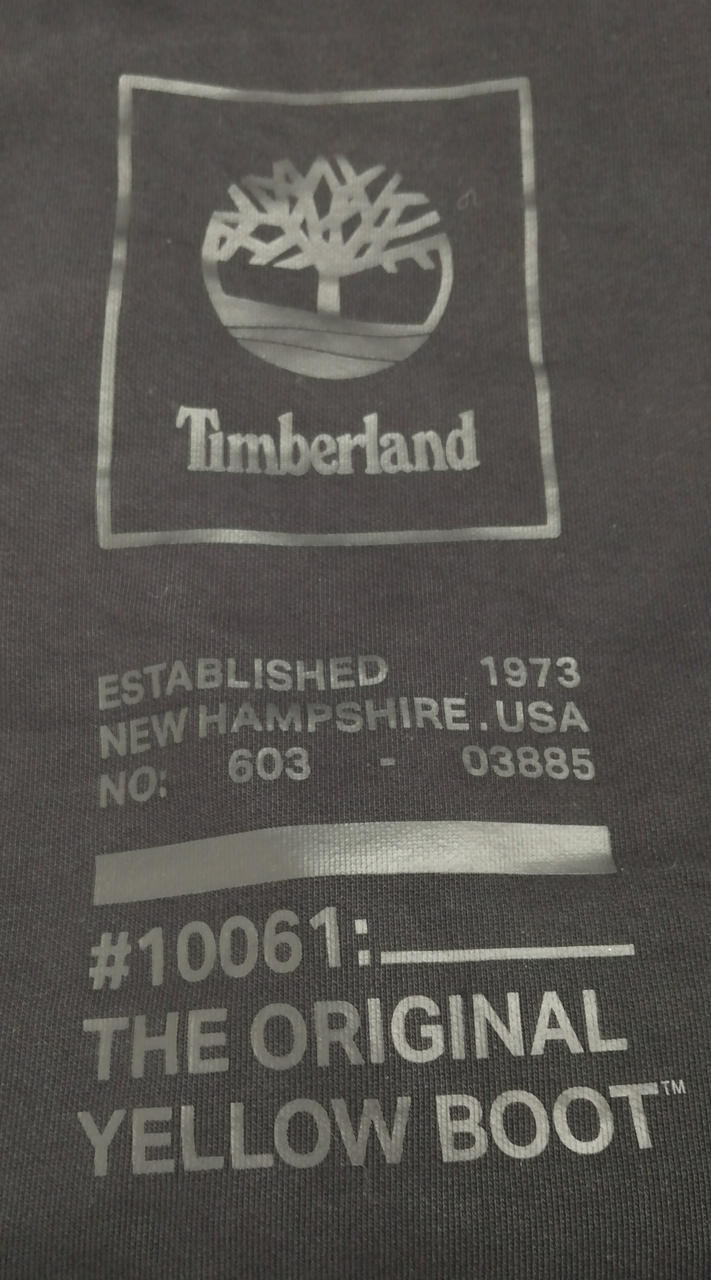 Timberland
ESTABLISHED 1973
NEW HAMPSHIRE . USA
NO: 603 - 03885
#10061:
THE ORIGINAL
YELLOW BOOT™